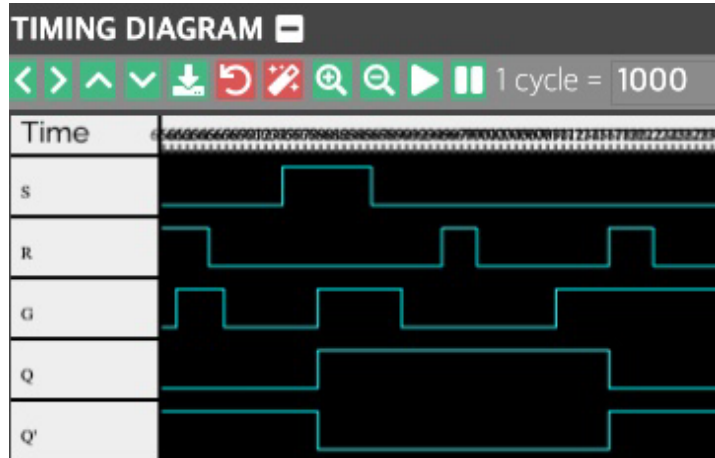 TIMING DIAGRAM
1 cycle = 1000
Time
S
R
G
Q
Q'